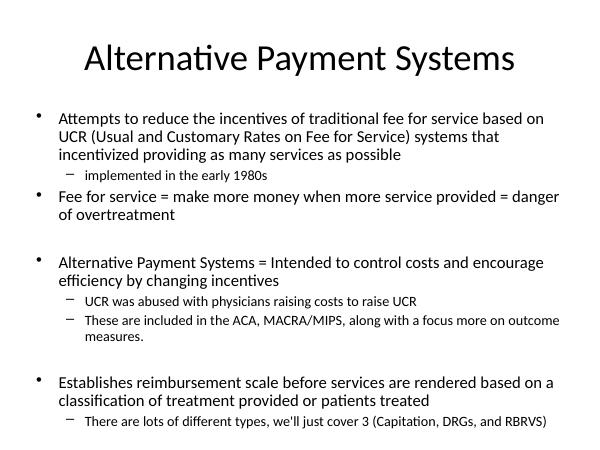 Alternative Payment Systems
• Attempts to reduce the incentives of traditional fee for service based on
UCR (Usual and Customary Rates on Fee for Service) systems that
incentivized providing as many services as possible
– implemented in the early 1980s
• Fee for service = make more money when more service provided = danger
of overtreatment
• Alternative Payment Systems = Intended to control costs and encourage
efficiency by changing incentives
– UCR was abused with physicians raising costs to raise UCR
– These are included in the ACA, MACRA/MIPS, along with a focus more on outcome
measures.
• Establishes reimbursement scale before services are rendered based on a
classification of treatment provided or patients treated
– There are lots of different types, we'll just cover 3 (Capitation, DRGs, and RBRVS)